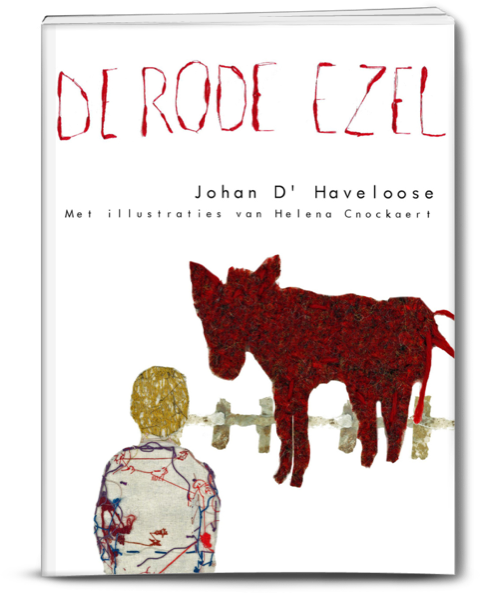 DE RODE EZEL
Johan D' Haveloose
Met illustraties van Helena Cnockaert